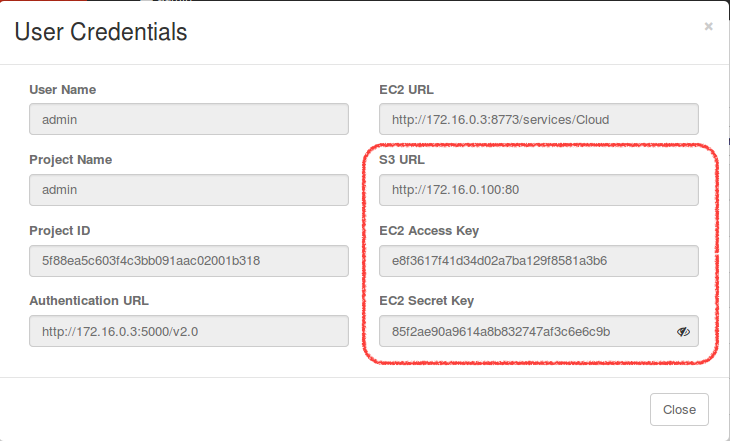 User Credentials
×
User Name
admin
EC2 URL
http://172.16.0.3:8773/services/Cloud
Project Name
admin
S3 URL
http://172.16.0.100:80
Project ID
5f88ea5c603f4c3bb091aac02001b318
EC2 Access Key
e8f3617f41d34d02a7ba129f8581a3b6
Authentication URL
http://172.16.0.3:5000/v2.0
EC2 Secret Key
85f2ae90a9614a8b832747af3c6e6c9b
Close